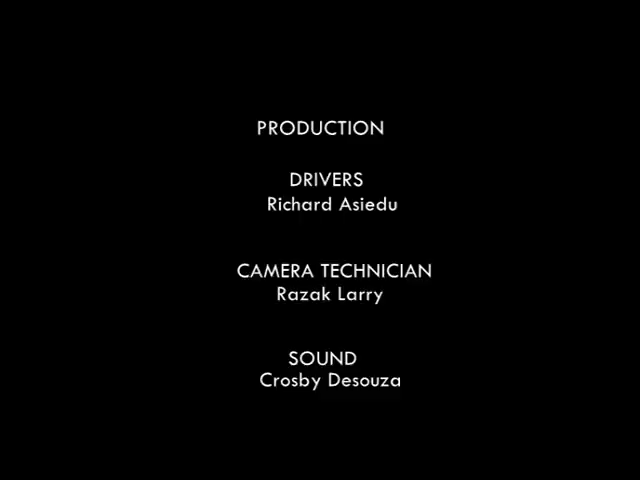 PRODUCTION
DRIVERS
Richard Asiedu
CAMERA TECHNICIAN
Razak Larry
SOUND
Crosby Desouza